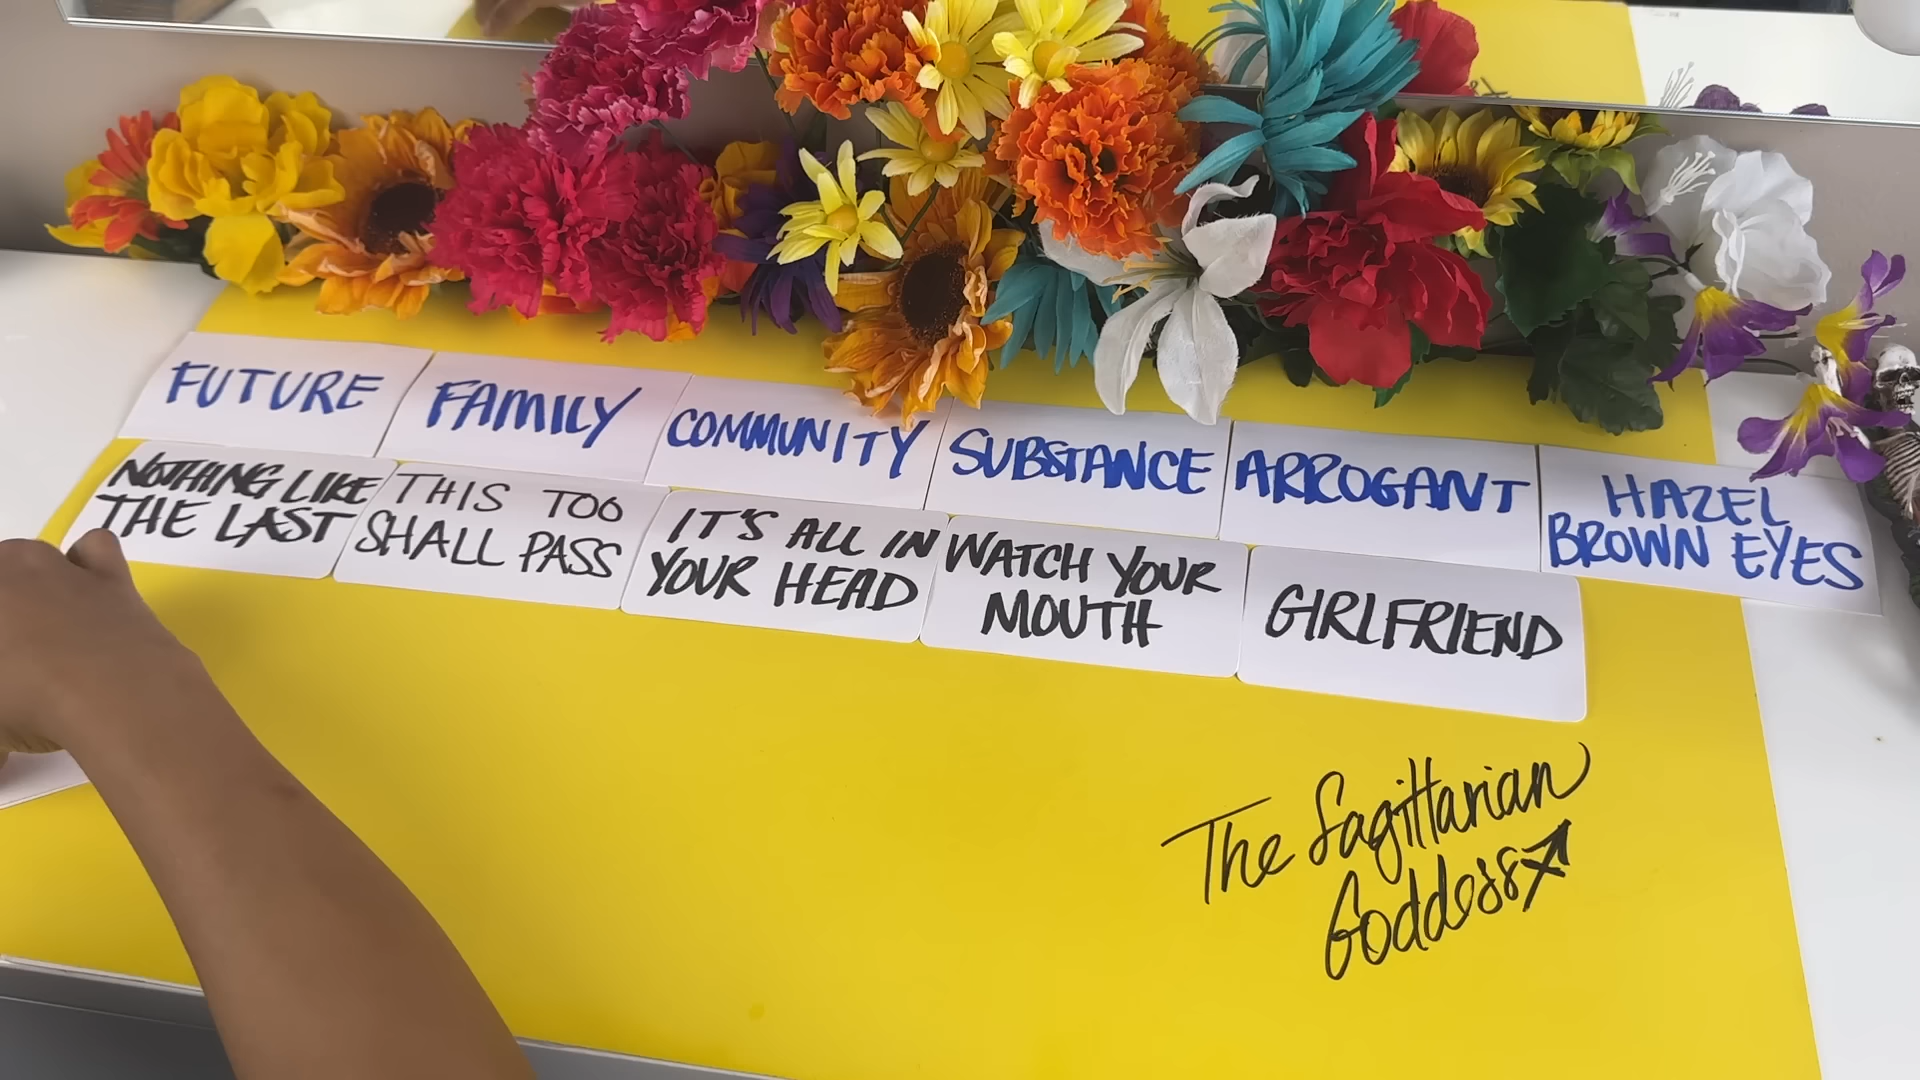 FUTURE
FAMILY
COMMUNITY
SUBSTANCE
ARROGANT
HAZEL
BROWN EYES
NOTHING LIKE
THE LAST
THIS TOO
SHALL PASS
IT'S ALL IN
YOUR HEAD
WATCH YOUR
MOUTH
GIRLFRIEND
The Sagittarian
Goddess